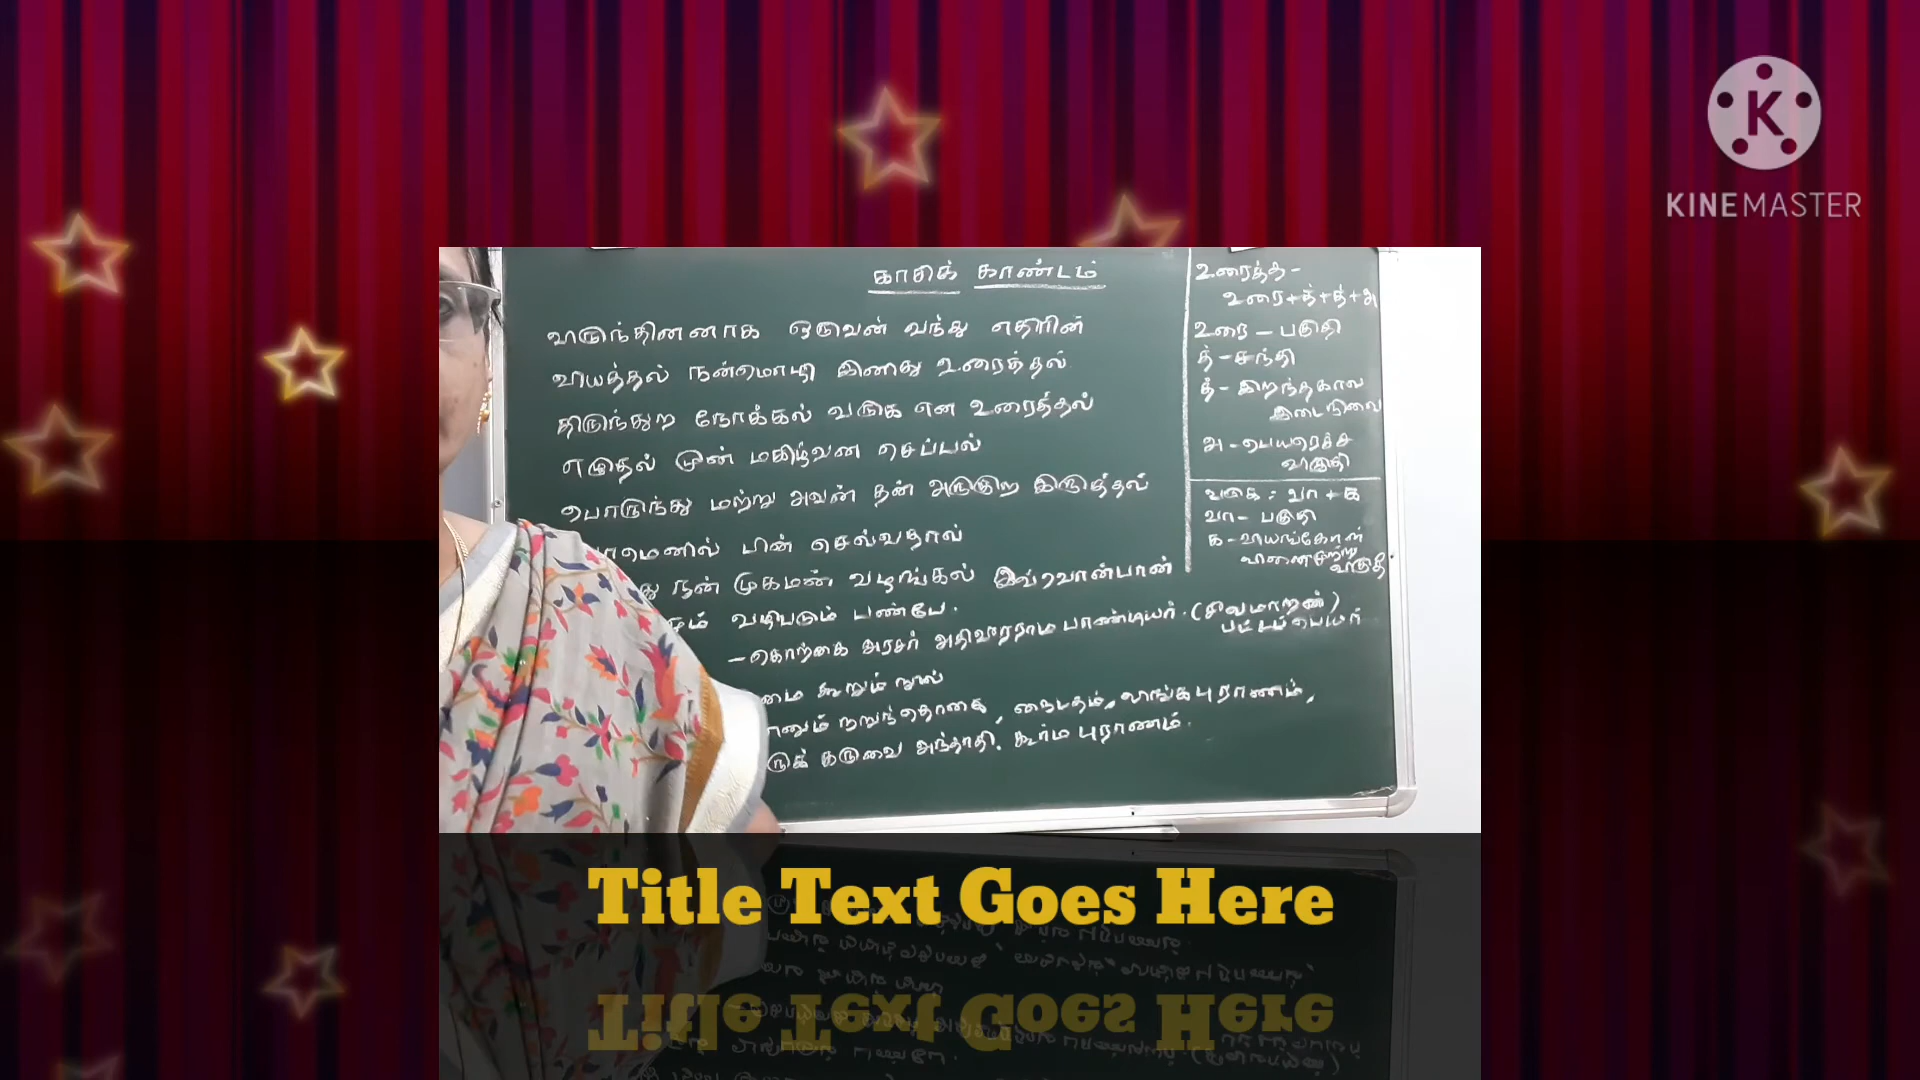 காசிக் காண்டம்
விருந்தினனாக ஒருவன் வந்து எதிரின்
வியத்தல் நன்மொழி இனிது உரைத்தல்
திருந்துற நோக்கல் வருக என உரைத்தல்
எழுதல் முன் மகிழ்வன செப்பல்
பொருந்து மற்று அவன் தன் அருகுற இருத்தல்
மெனில் பின் செல்வதால்
து நன் முகமன் வழங்கல் இவ்
வழிபடும் பண்பே.
-கொற்கை அரசர் அதிவீரராம பாண்டியர். (சீவலமாறன்)
பட்டப்பெயர்
மை கூறும் நூல்
னும் நறுந்தொகை, நைடதம், லிங்கபுராணம்,
ருக் கருவை அந்தாதி. கூர்ம புராணம்.
உரைத்த -
உரை+த்+த்+அ
உரை - பகுதி
த் - சந்தி
த் - இறந்தகால
இடைநிலை
அ - பெயரெச்ச
விகுதி
வருக : வா + க
வா - பகுதி
க - வியங்கோள்
வினைமுற்று
விகுதி
K
KINEMASTER
Title Text Goes Here